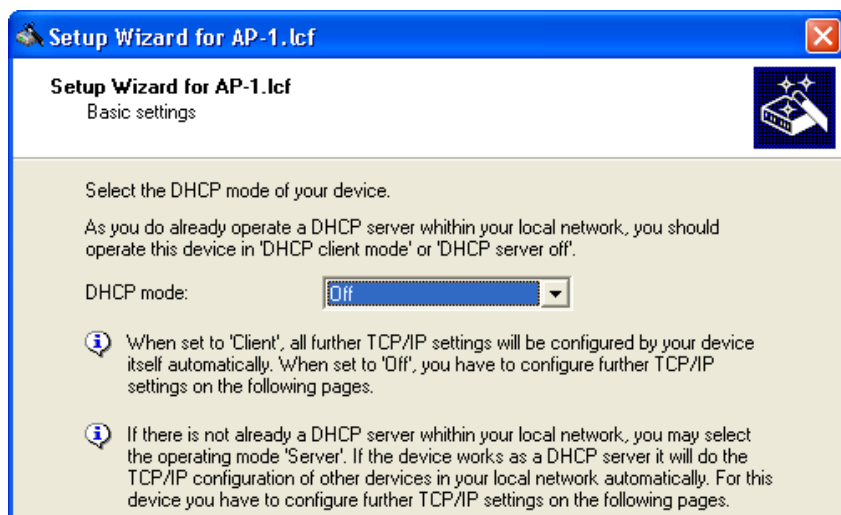 Setup Wizard for AP-1.lcf
Setup Wizard for AP-1.lcf
Basic settings
Select the DHCP mode of your device.
As you do already operate a DHCP server whithin your local network, you should
operate this device in 'DHCP client mode' or 'DHCP server off'.
DHCP mode: Off
When set to 'Client', all further TCP/IP settings will be configured by your device
itself automatically. When set to 'Off', you have to configure further TCP/IP
settings on the following pages.
If there is not already a DHCP server whithin your local network, you may select
the operating mode 'Server'. If the device works as a DHCP server it will do the
TCP/IP configuration of other dervices in your local network automatically. For this
device you have to configure further TCP/IP settings on the following pages.